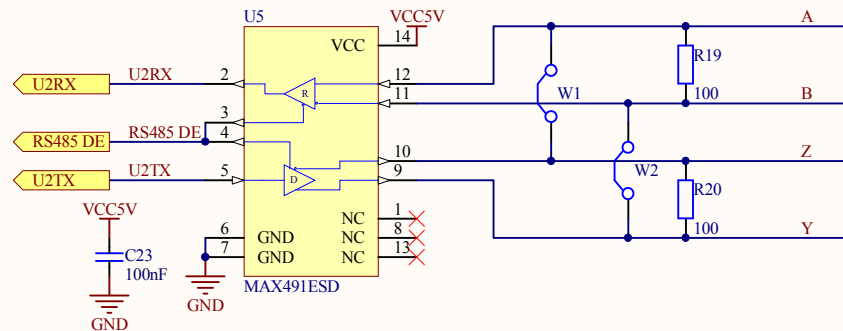 U5
VCC5V
A
14
VCC
U2RX
U2RX
2
12
R
R19
11
W1
100
B
3
RS485 DE
RS485 DE
4
10
Z
U2TX
U2TX
5
9
D
W2
R20
VCC5V
NC
1
100
Y
6
GND
NC
8
7
GND
NC
13
C23
100nF
MAX491ESD
GND
GND